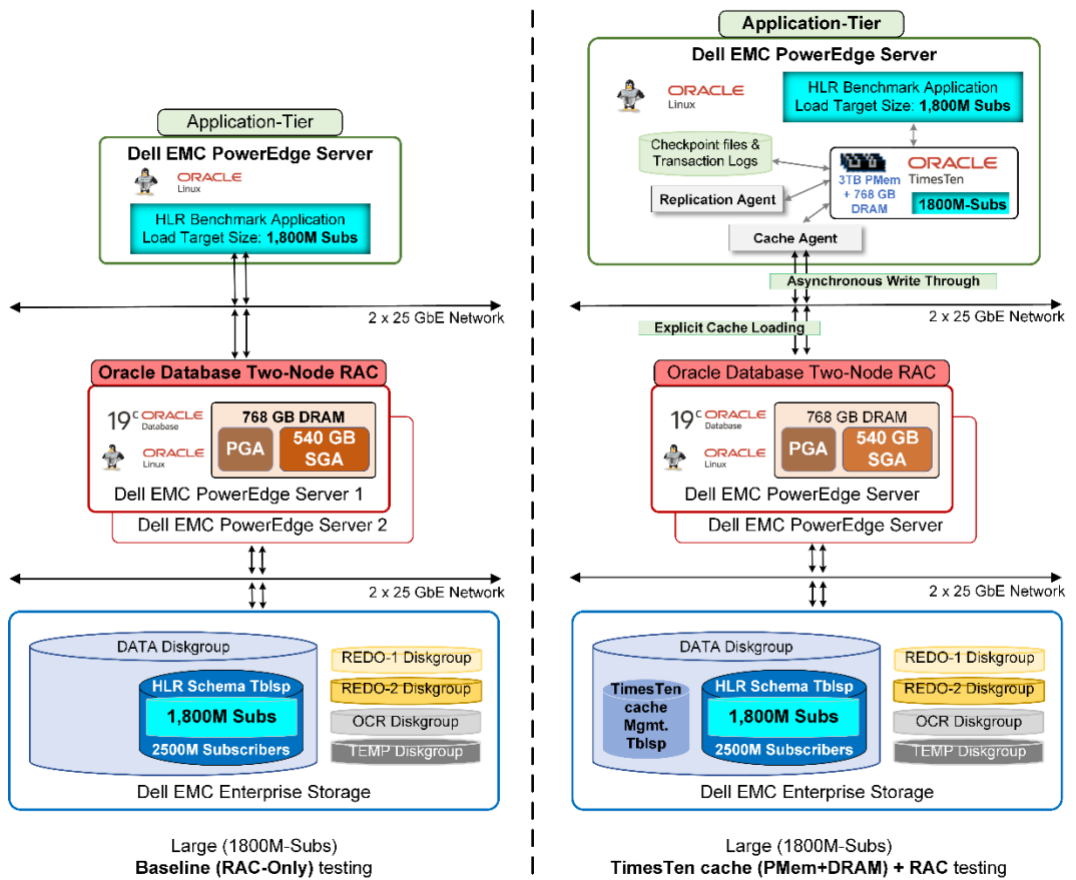 Application-Tier
Dell EMC PowerEdge Server
ORACLE
Linux
HLR Benchmark Application
Load Target Size: 1,800M Subs
2 x 25 GbE Network
Oracle Database Two-Node RAC
19c ORACLE
Database
ORACLE
Linux
768 GB DRAM
PGA
540 GB
SGA
Dell EMC PowerEdge Server 1
Dell EMC PowerEdge Server 2
2 x 25 GbE Network
DATA Diskgroup
HLR Schema Tblsp
1,800M Subs
2500M Subscribers
REDO-1 Diskgroup
REDO-2 Diskgroup
OCR Diskgroup
TEMP Diskgroup
Dell EMC Enterprise Storage
Large (1800M-Subs)
Baseline (RAC-Only) testing
Application-Tier
Dell EMC PowerEdge Server
ORACLE
Linux
HLR Benchmark Application
Load Target Size: 1,800M Subs
Checkpoint files &
Transaction Logs
Replication Agent
Cache Agent
3TB PMem
+ 768 GB
DRAM
ORACLE
TimesTen
1800M-Subs
Asynchronous Write Through
2 x 25 GbE Network
Explicit Cache Loading
Oracle Database Two-Node RAC
19c ORACLE
Database
ORACLE
Linux
768 GB DRAM
PGA
540 GB
SGA
Dell EMC PowerEdge Server
Dell EMC PowerEdge Server
2 x 25 GbE Network
DATA Diskgroup
TimesTen
cache
Mgmt.
Tblsp
HLR Schema Tblsp
1,800M Subs
2500M Subscribers
REDO-1 Diskgroup
REDO-2 Diskgroup
OCR Diskgroup
TEMP Diskgroup
Dell EMC Enterprise Storage
Large (1800M-Subs)
TimesTen cache (PMem+DRAM) + RAC testing